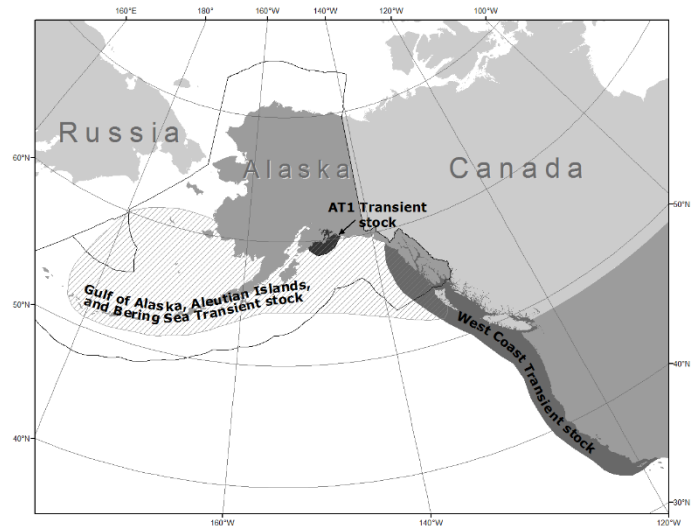 160°E 180° 160°W 140°W 120°W 100°W
Russia
Alaska
Canada
60°N
AT1 Transient
stock
50°N
Gulf of Alaska, Aleutian Islands,
and Bering Sea Transient stock
50°N
West Coast Transient stock
40°N
40°N
30°N
160°W 140°W 120°W